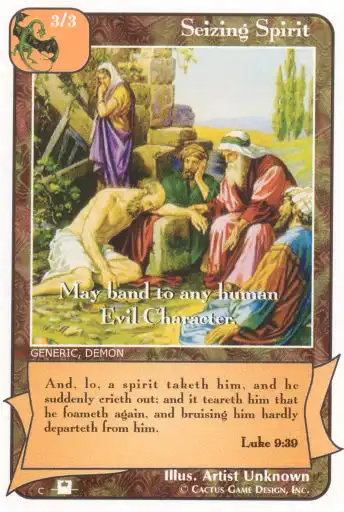 3/3
Seizing Spirit
May band to any human
Evil Character.
GENERIC, DEMON
And, lo, a spirit taketh him, and he
suddenly crieth out; and it teareth him that
he foameth again, and bruising him hardly
departeth from him.
Luke 9:39
Illus. Artist Unknown
C
© Cactus Game Design, Inc.